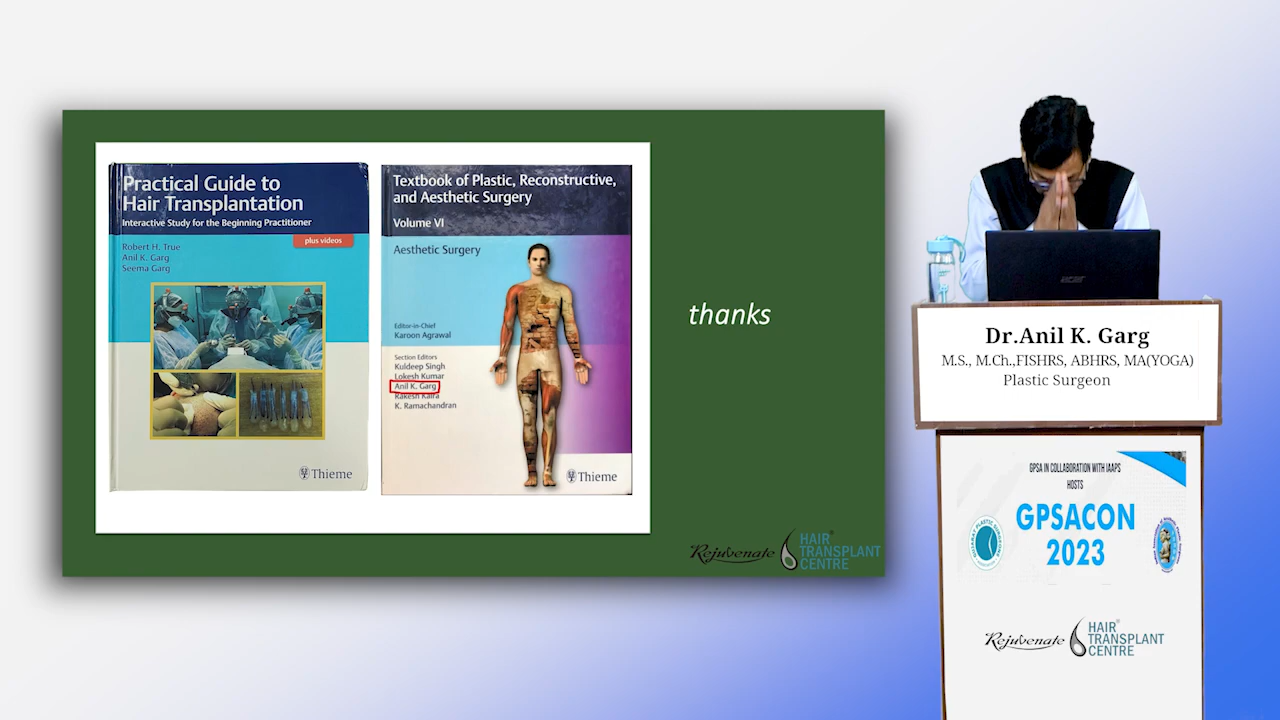 Practical Guide to
Hair Transplantation
Interactive Study for the Beginning Practitioner
plus videos
Robert H. True
Anil K. Garg
Seema Garg
Thieme
Textbook of Plastic, Reconstructive,
and Aesthetic Surgery
Volume VI
Aesthetic Surgery
Editor-in-Chief
Karoon Agrawal
Section Editors
Kuldeep Singh
Lokesh Kumar
Anil K. Garg
Rakesh Kalra
K. Ramachandran
Thieme
thanks
Rejuvenate
HAIR
TRANSPLANT
CENTRE
acer
Dr.Anil K. Garg
M.S., M.Ch.,FISHRS, ABHRS, MA(YOGA)
Plastic Surgeon
GPSA IN COLLABORATION WITH IAAPS
HOSTS
GPSACON
2023
Rejuvenate
HAIR
TRANSPLANT
CENTRE